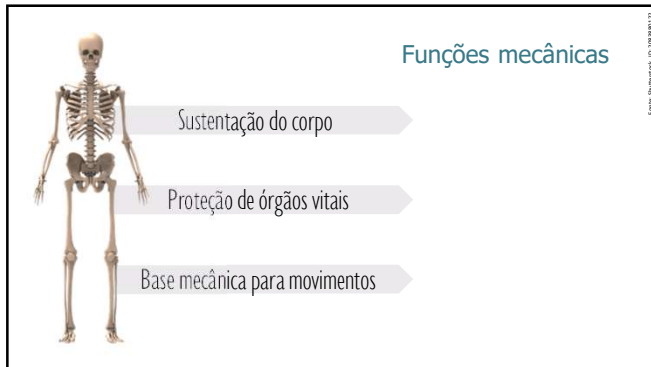 Funções mecânicas
Sustentação do corpo
Proteção de órgãos vitais
Base mecânica para movimentos